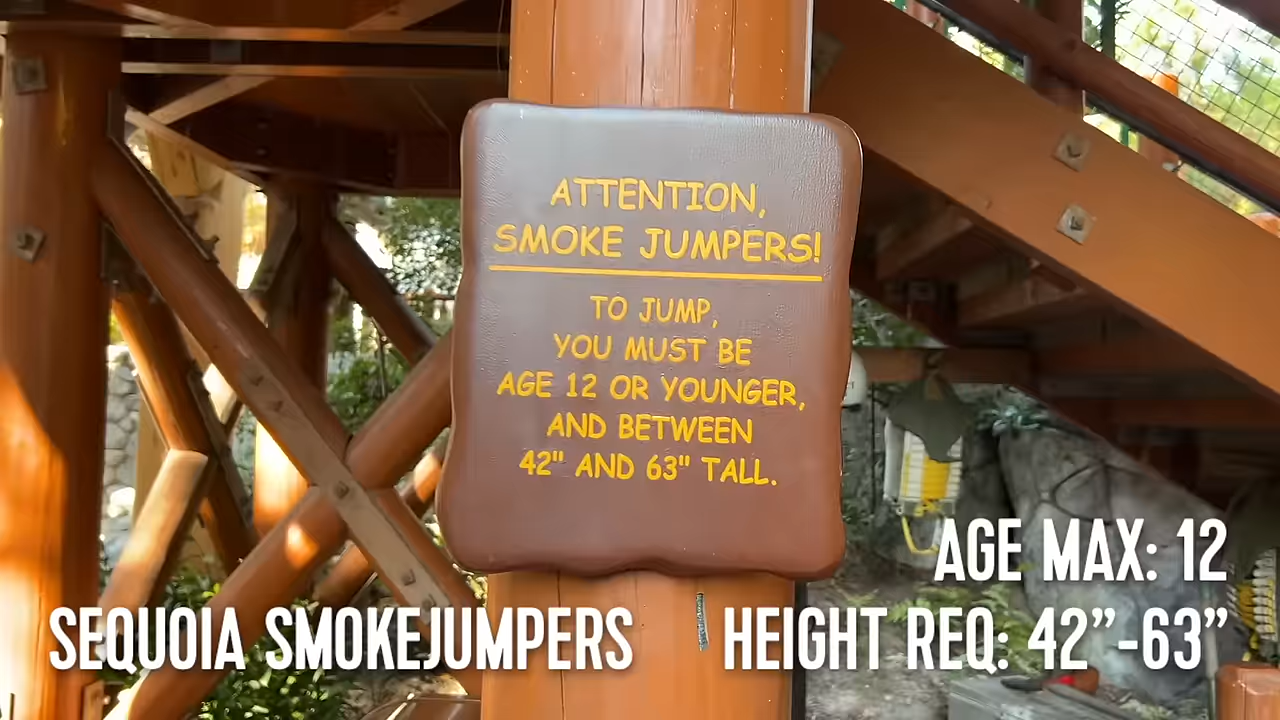 ATTENTION,
SMOKE JUMPERS!
TO JUMP,
YOU MUST BE
AGE 12 OR YOUNGER,
AND BETWEEN
42" AND 63" TALL.
AGE MAX: 12
SEQUOIA SMOKEJUMPERS HEIGHT REQ: 42”-63”